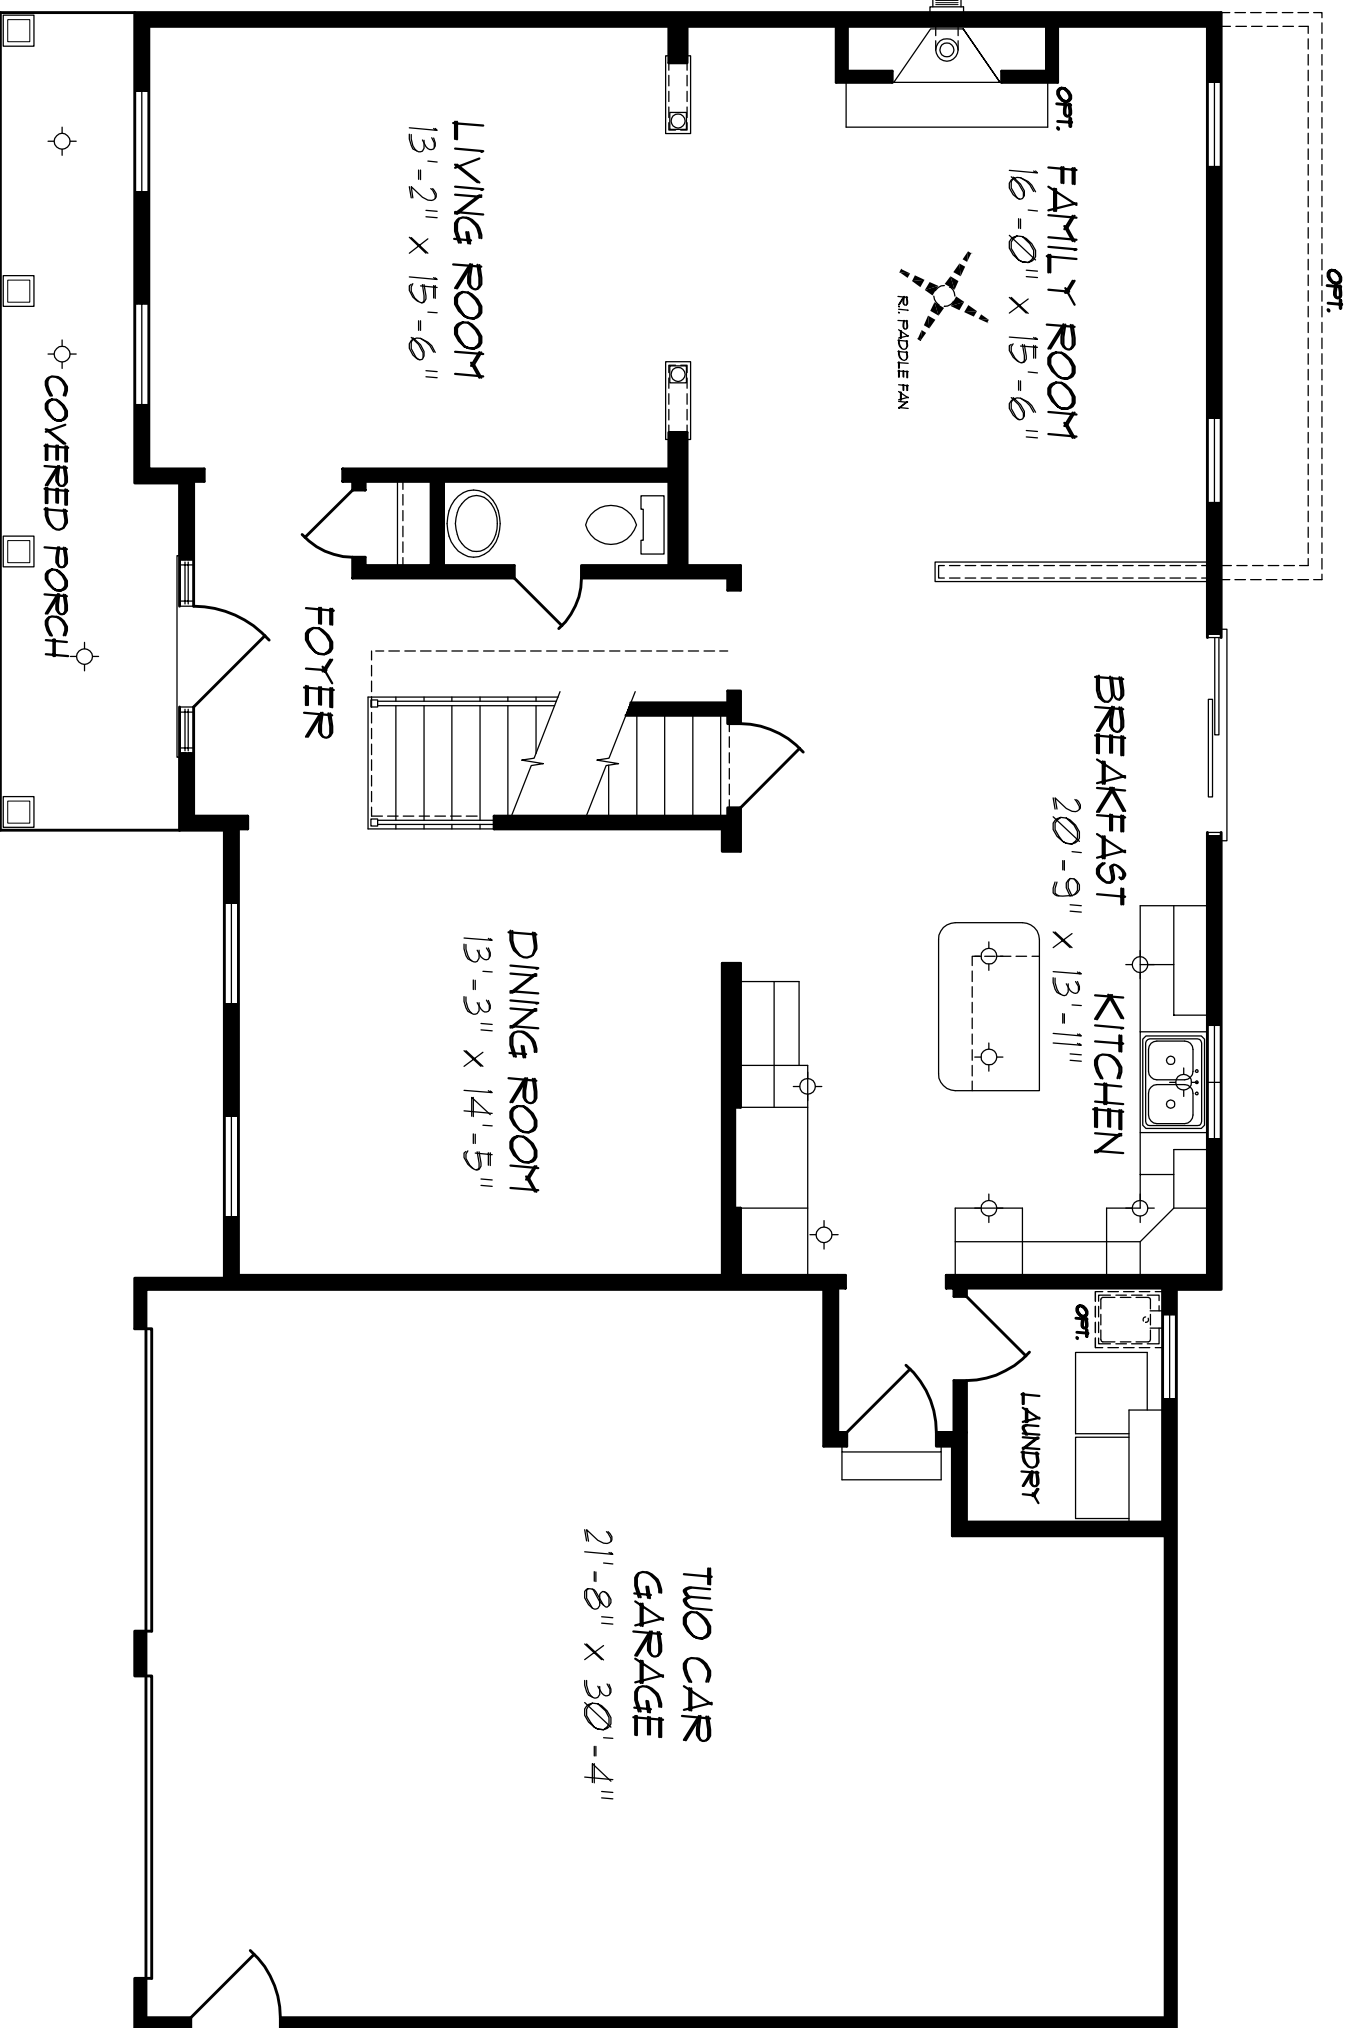 OPT.
OPT.
FAMILY ROOM
16'-0" x 15'-6"
R.I. PADDLE FAN
BREAKFAST
KITCHEN
20'-9" x 13'-11"
OPT.
LAUNDRY
LIVING ROOM
13'-2" x 15'-6"
DINING ROOM
13'-3" x 14'-5"
TWO CAR
GARAGE
21'-8" x 30'-4"
FOYER
COVERED PORCH